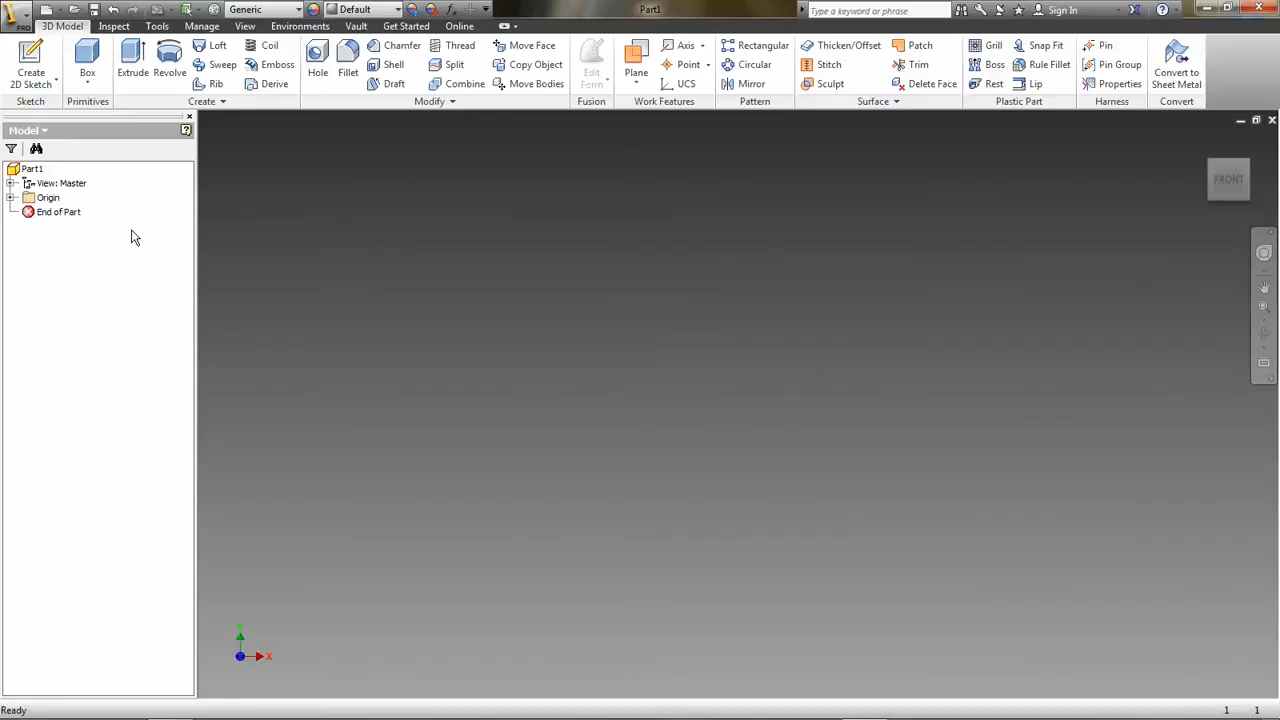 PRO
Generic
Default
Part1
Type a keyword or phrase
Sign In
3D Model Inspect Tools Manage View Environments Get Started Vault Online
Create 2D Sketch
Box
Extrude
Revolve
Loft
Sweep
Rib
Coil
Emboss
Derive
Hole
Fillet
Chamfer
Shell
Draft
Thread
Split
Combine
Move Face
Copy Object
Move Bodies
Edit Form
Plane
Axis
Point
UCS
Rectangular
Circular
Mirror
Thicken/Offset
Stitch
Sculpt
Patch
Trim
Delete Face
Grill
Boss
Rest
Snap Fit
Rule Fillet
Lip
Pin
Pin Group
Properties
Convert to Sheet Metal
Sketch Primitives Create Modify Fusion Work Features Pattern Surface Plastic Part Harness Convert
Model
Part1
View: Master
Origin
End of Part
FRONT
X
Ready
1 1